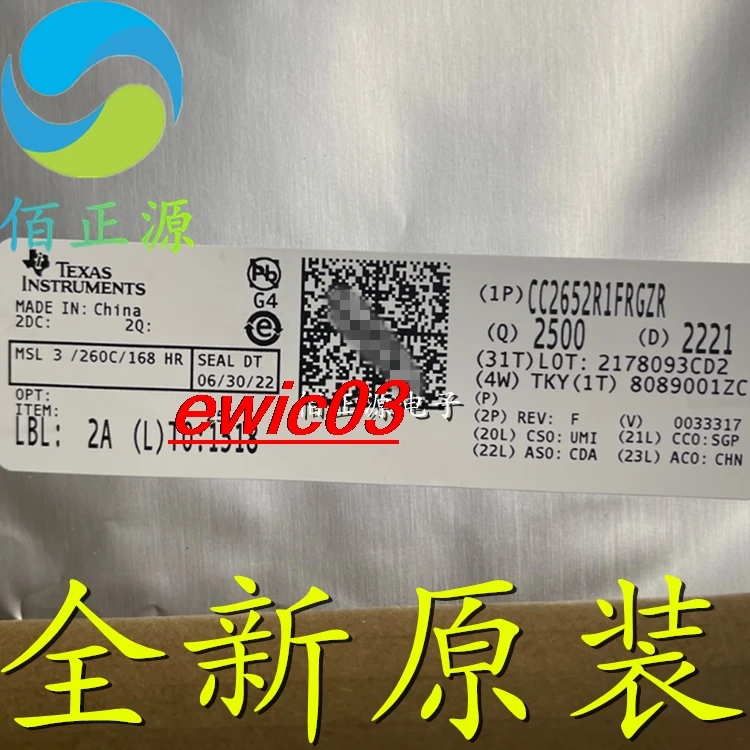 佰正源
TEXAS
INSTRUMENTS
MADE IN: China
2DC: 2Q:
G4
MSL 3 /260C/168 HR
SEAL DT
06/30/22
OPT:
ITEM:
LBL: 2A (L)TO:1518
(1P) CC2652R1FRGZR
(Q) 2500 (D) 2221
(31T)LOT: 2178093CD2
(4W) TKY(1T) 8089001ZC
(P)
(2P) REV: F (V) 0033317
(20L) CSO:UMI (21L) CCO:SGP
(22L) ASO:CDA (23L) ACO:CHN
佰正源电子
ewic03
全新原装